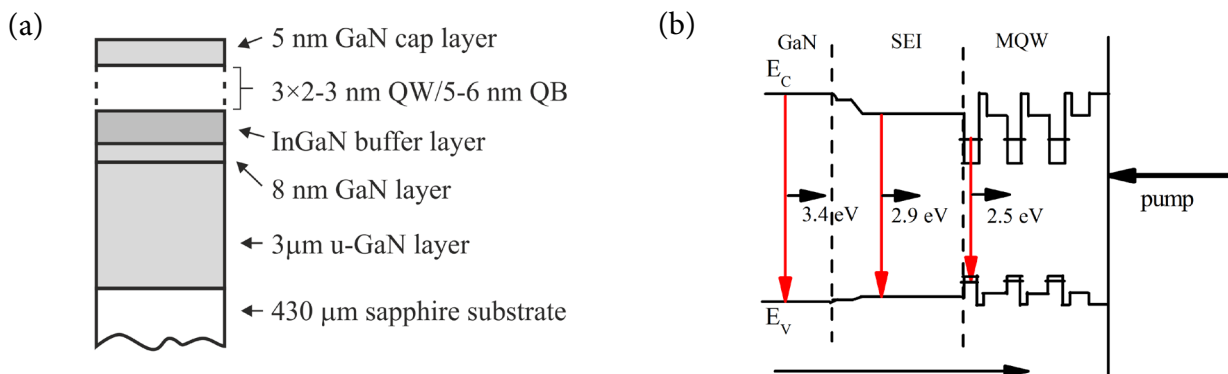 (a)
5 nm GaN cap layer
3×2-3 nm QW/5-6 nm QB
InGaN buffer layer
8 nm GaN layer
3μm u-GaN layer
430 μm sapphire substrate
(b)
GaN SEI MQW
E_C
3.4 eV 2.9 eV 2.5 eV
pump
E_V